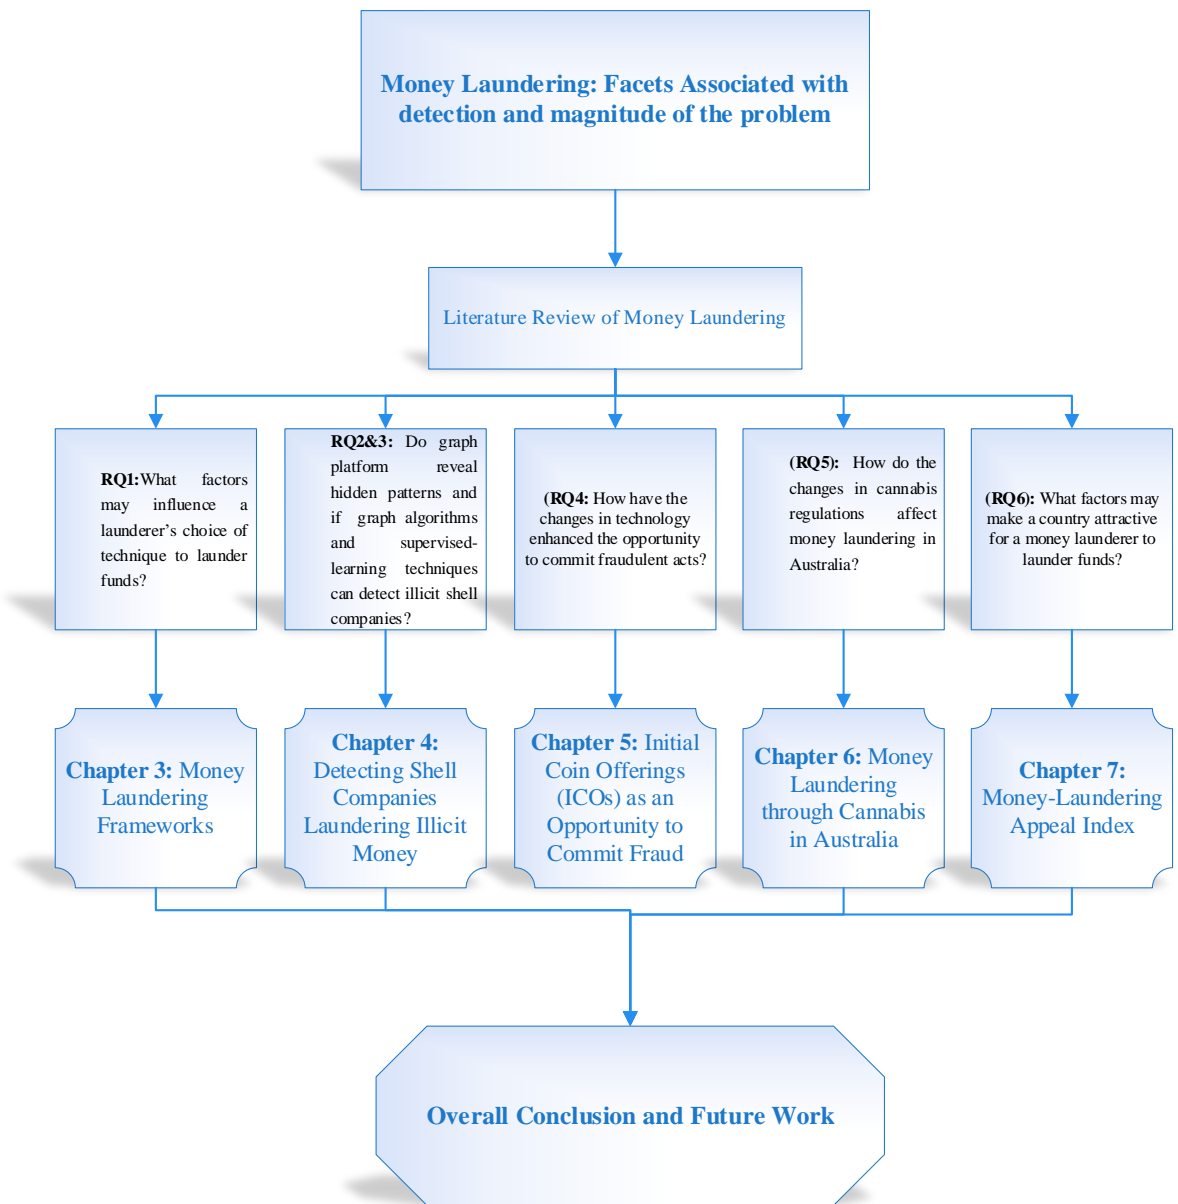 Money Laundering: Facets Associated with
detection and magnitude of the problem
Literature Review of Money Laundering
RQ1:What factors
may influence a
launderer's choice of
technique to launder
funds?
RQ2&3: Do graph
platform reveal
hidden patterns and
if graph algorithms
and supervised-
learning techniques
can detect illicit shell
companies?
(RQ4: How have the
changes in technology
enhanced the opportunity
to commit fraudulent acts?
(RQ5): How do the
changes in cannabis
regulations affect
money laundering in
Australia?
(RQ6): What factors may
make a country attractive
for a money launderer to
launder funds?
Chapter 3: Money
Laundering
Frameworks
Chapter 4:
Detecting Shell
Companies
Laundering Illicit
Money
Chapter 5: Initial
Coin Offerings
(ICOs) as an
Opportunity to
Commit Fraud
Chapter 6: Money
Laundering
through Cannabis
in Australia
Chapter 7:
Money-Laundering
Appeal Index
Overall Conclusion and Future Work